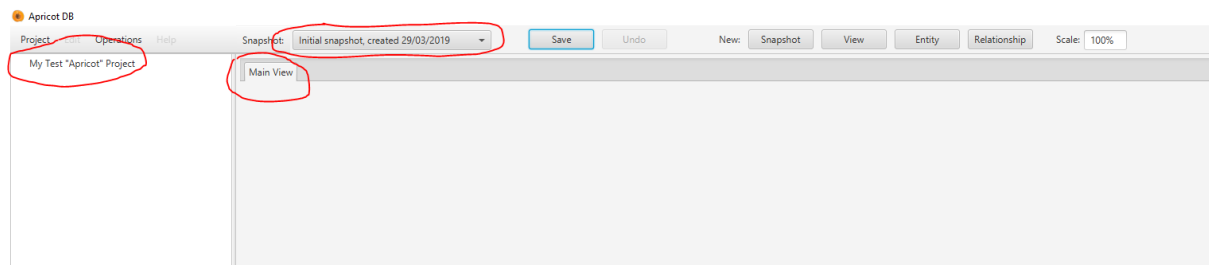 Apricot DB
Project Edit Operations Help Snapshot: Initial snapshot, created 29/03/2019 Save Undo New: Snapshot View Entity Relationship Scale: 100%
My Test "Apricot" Project
Main View